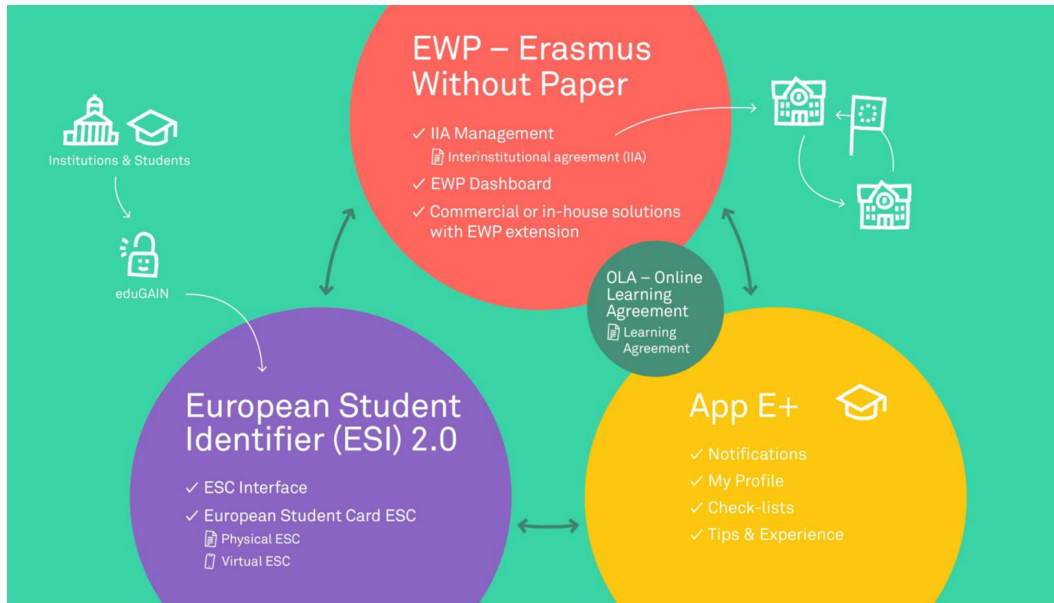 EWP – Erasmus
Without Paper
✓ IIA Management
Interinstitutional agreement (IIA)
✓ EWP Dashboard
✓ Commercial or in-house solutions
with EWP extension
Institutions & Students
eduGAIN
OLA – Online
Learning
Agreement
Learning
Agreement
European Student
Identifier (ESI) 2.0
✓ ESC Interface
✓ European Student Card ESC
Physical ESC
Virtual ESC
App E+
✓ Notifications
✓ My Profile
✓ Check-lists
✓ Tips & Experience